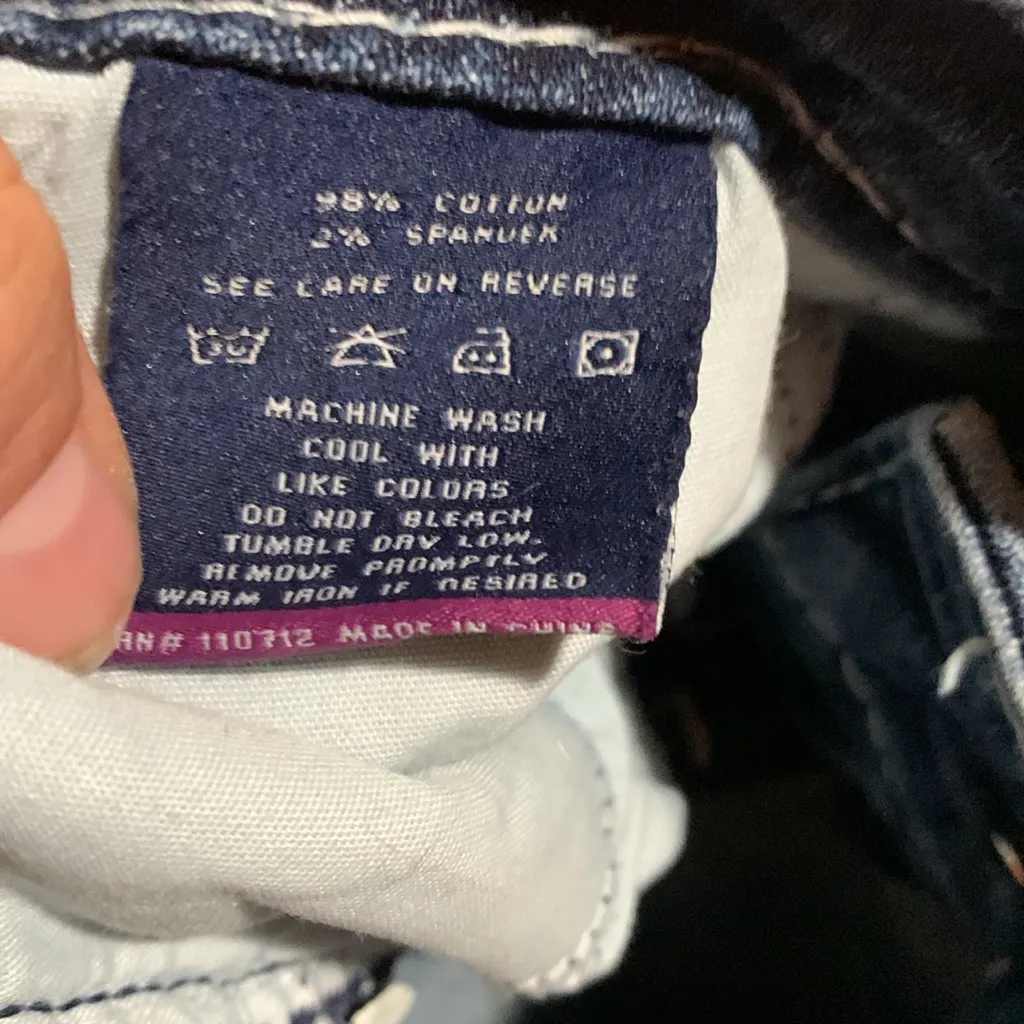 98% COTTON
2% SPANDEX
SEE CARE ON REVERSE
30
MACHINE WASH
COOL WITH
LIKE COLORS
DO NOT BLEACH
TUMBLE DRY LOW.
REMOVE PROMPTLY
WARM IRON IF DESIRED
RN# 110712 MADE IN CHINA